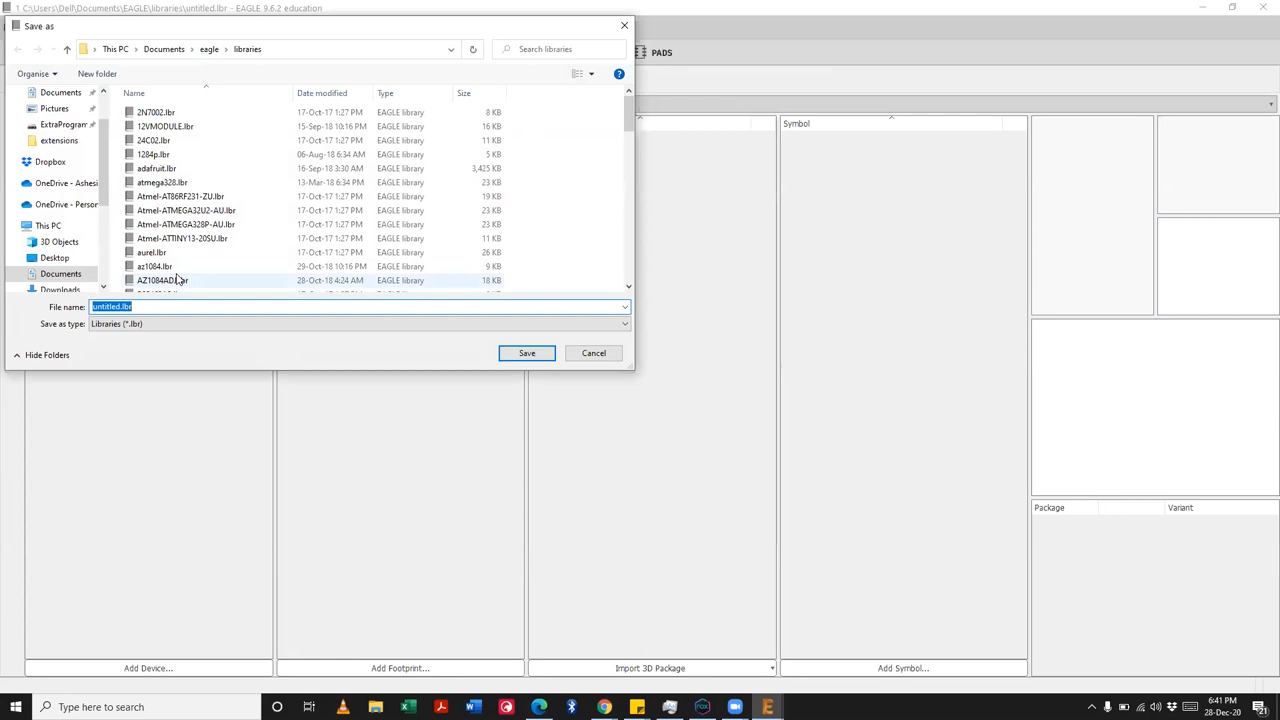 1 C:\Users\Dell\Documents\EAGLE\libraries\untitled.lbr - EAGLE 9.6.2 education
Save as
This PC > Documents > eagle > libraries
Search libraries
PADS
Organise
New folder
Name
Date modified
Type
Size
Symbol
Documents
Pictures
ExtraProgram
extensions
Dropbox
OneDrive - Ashesi
OneDrive - Person
This PC
3D Objects
Desktop
Documents
Downloads
2N7002.lbr 17-Oct-17 1:27 PM EAGLE library 8 KB
12VMODULE.lbr 15-Sep-18 10:16 PM EAGLE library 16 KB
24C02.lbr 17-Oct-17 1:27 PM EAGLE library 11 KB
1284p.lbr 06-Aug-18 6:34 AM EAGLE library 5 KB
adafruit.lbr 16-Sep-18 3:30 AM EAGLE library 3,425 KB
atmega328.lbr 13-Mar-18 6:34 PM EAGLE library 23 KB
Atmel-AT86RF231-ZU.lbr 17-Oct-17 1:27 PM EAGLE library 19 KB
Atmel-ATMEGA32U2-AU.lbr 17-Oct-17 1:27 PM EAGLE library 23 KB
Atmel-ATMEGA328P-AU.lbr 17-Oct-17 1:27 PM EAGLE library 23 KB
Atmel-ATTINY13-20SU.lbr 17-Oct-17 1:27 PM EAGLE library 11 KB
aurel.lbr 17-Oct-17 1:27 PM EAGLE library 26 KB
az1084.lbr 29-Oct-18 10:16 PM EAGLE library 9 KB
AZ1084AD.lbr 28-Oct-18 4:24 AM EAGLE library 18 KB
File name: untitled.lbr
Save as type: Libraries (*.lbr)
Hide Folders
Save
Cancel
Package
Variant
Add Device...
Add Footprint...
Import 3D Package
Add Symbol...
Type here to search
6:41 PM
28-Dec-20